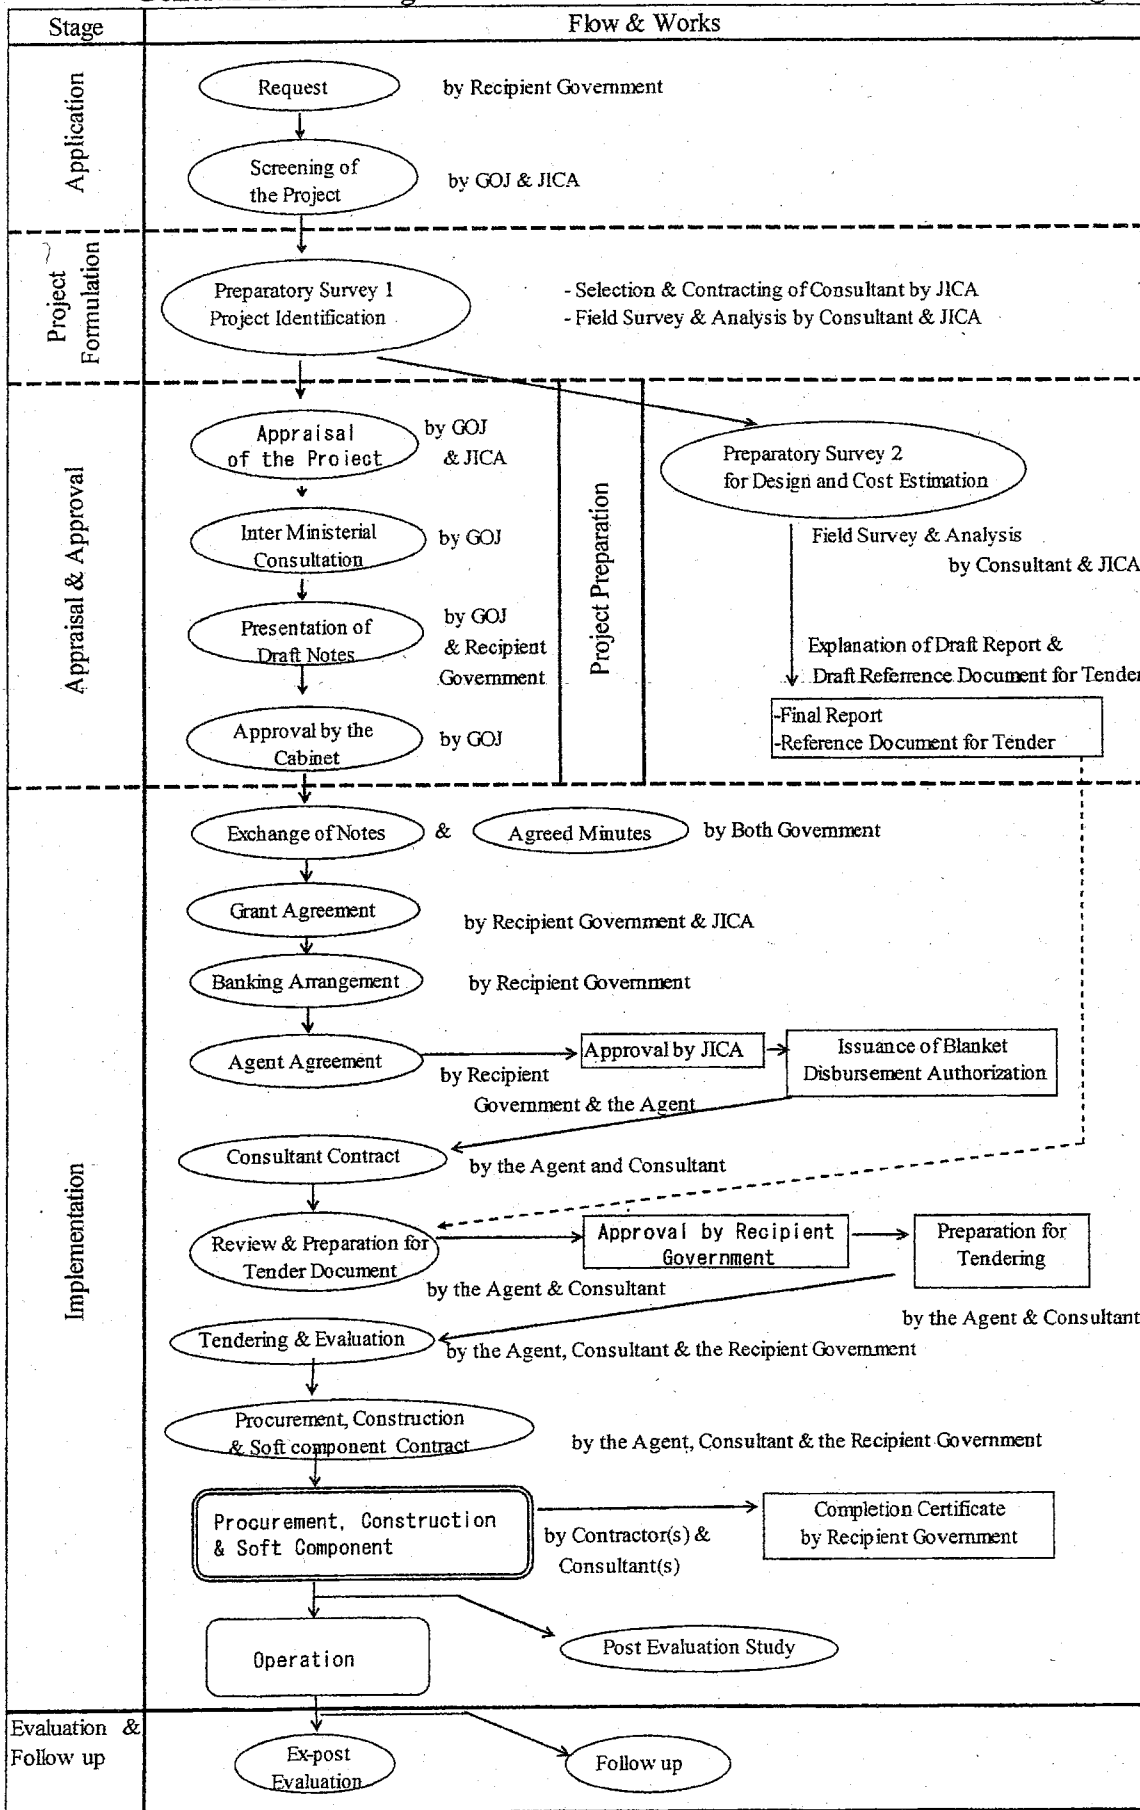 Stage
Flow & Works
Application
Request
by Recipient Government
Screening of
the Project
by GOJ & JICA
Project
Formulation
Preparatory Survey 1
Project Identification
- Selection & Contracting of Consultant by JICA
- Field Survey & Analysis by Consultant & JICA
Appraisal & Approval
Appraisal
of the Project
by GOJ
& JICA
Inter Ministerial
Consultation
by GOJ
Presentation of
Draft Notes
by GOJ
& Recipient
Government
Approval by the
Cabinet
by GOJ
Project Preparation
Preparatory Survey 2
for Design and Cost Estimation
Field Survey & Analysis
by Consultant & JICA
Explanation of Draft Report &
Draft Referrence Document for Tender
-Final Report
-Reference Document for Tender
Implementation
Exchange of Notes
&
Agreed Minutes
by Both Government
Grant Agreement
by Recipient Government & JICA
Banking Arrangement
by Recipient Government
Agent Agreement
by Recipient
Government & the Agent
Approval by JICA
Issuance of Blanket
Disbursement Authorization
Consultant Contract
by the Agent and Consultant
Review & Preparation for
Tender Document
by the Agent & Consultant
Approval by Recipient
Government
Preparation for
Tendering
by the Agent & Consultant
Tendering & Evaluation
by the Agent, Consultant & the Recipient Government
Procurement, Construction
& Soft component Contract
by the Agent, Consultant & the Recipient Government
Procurement, Construction
& Soft Component
by Contractor(s) &
Consultant(s)
Completion Certificate
by Recipient Government
Operation
Post Evaluation Study
Evaluation &
Follow up
Ex-post
Evaluation
Follow up